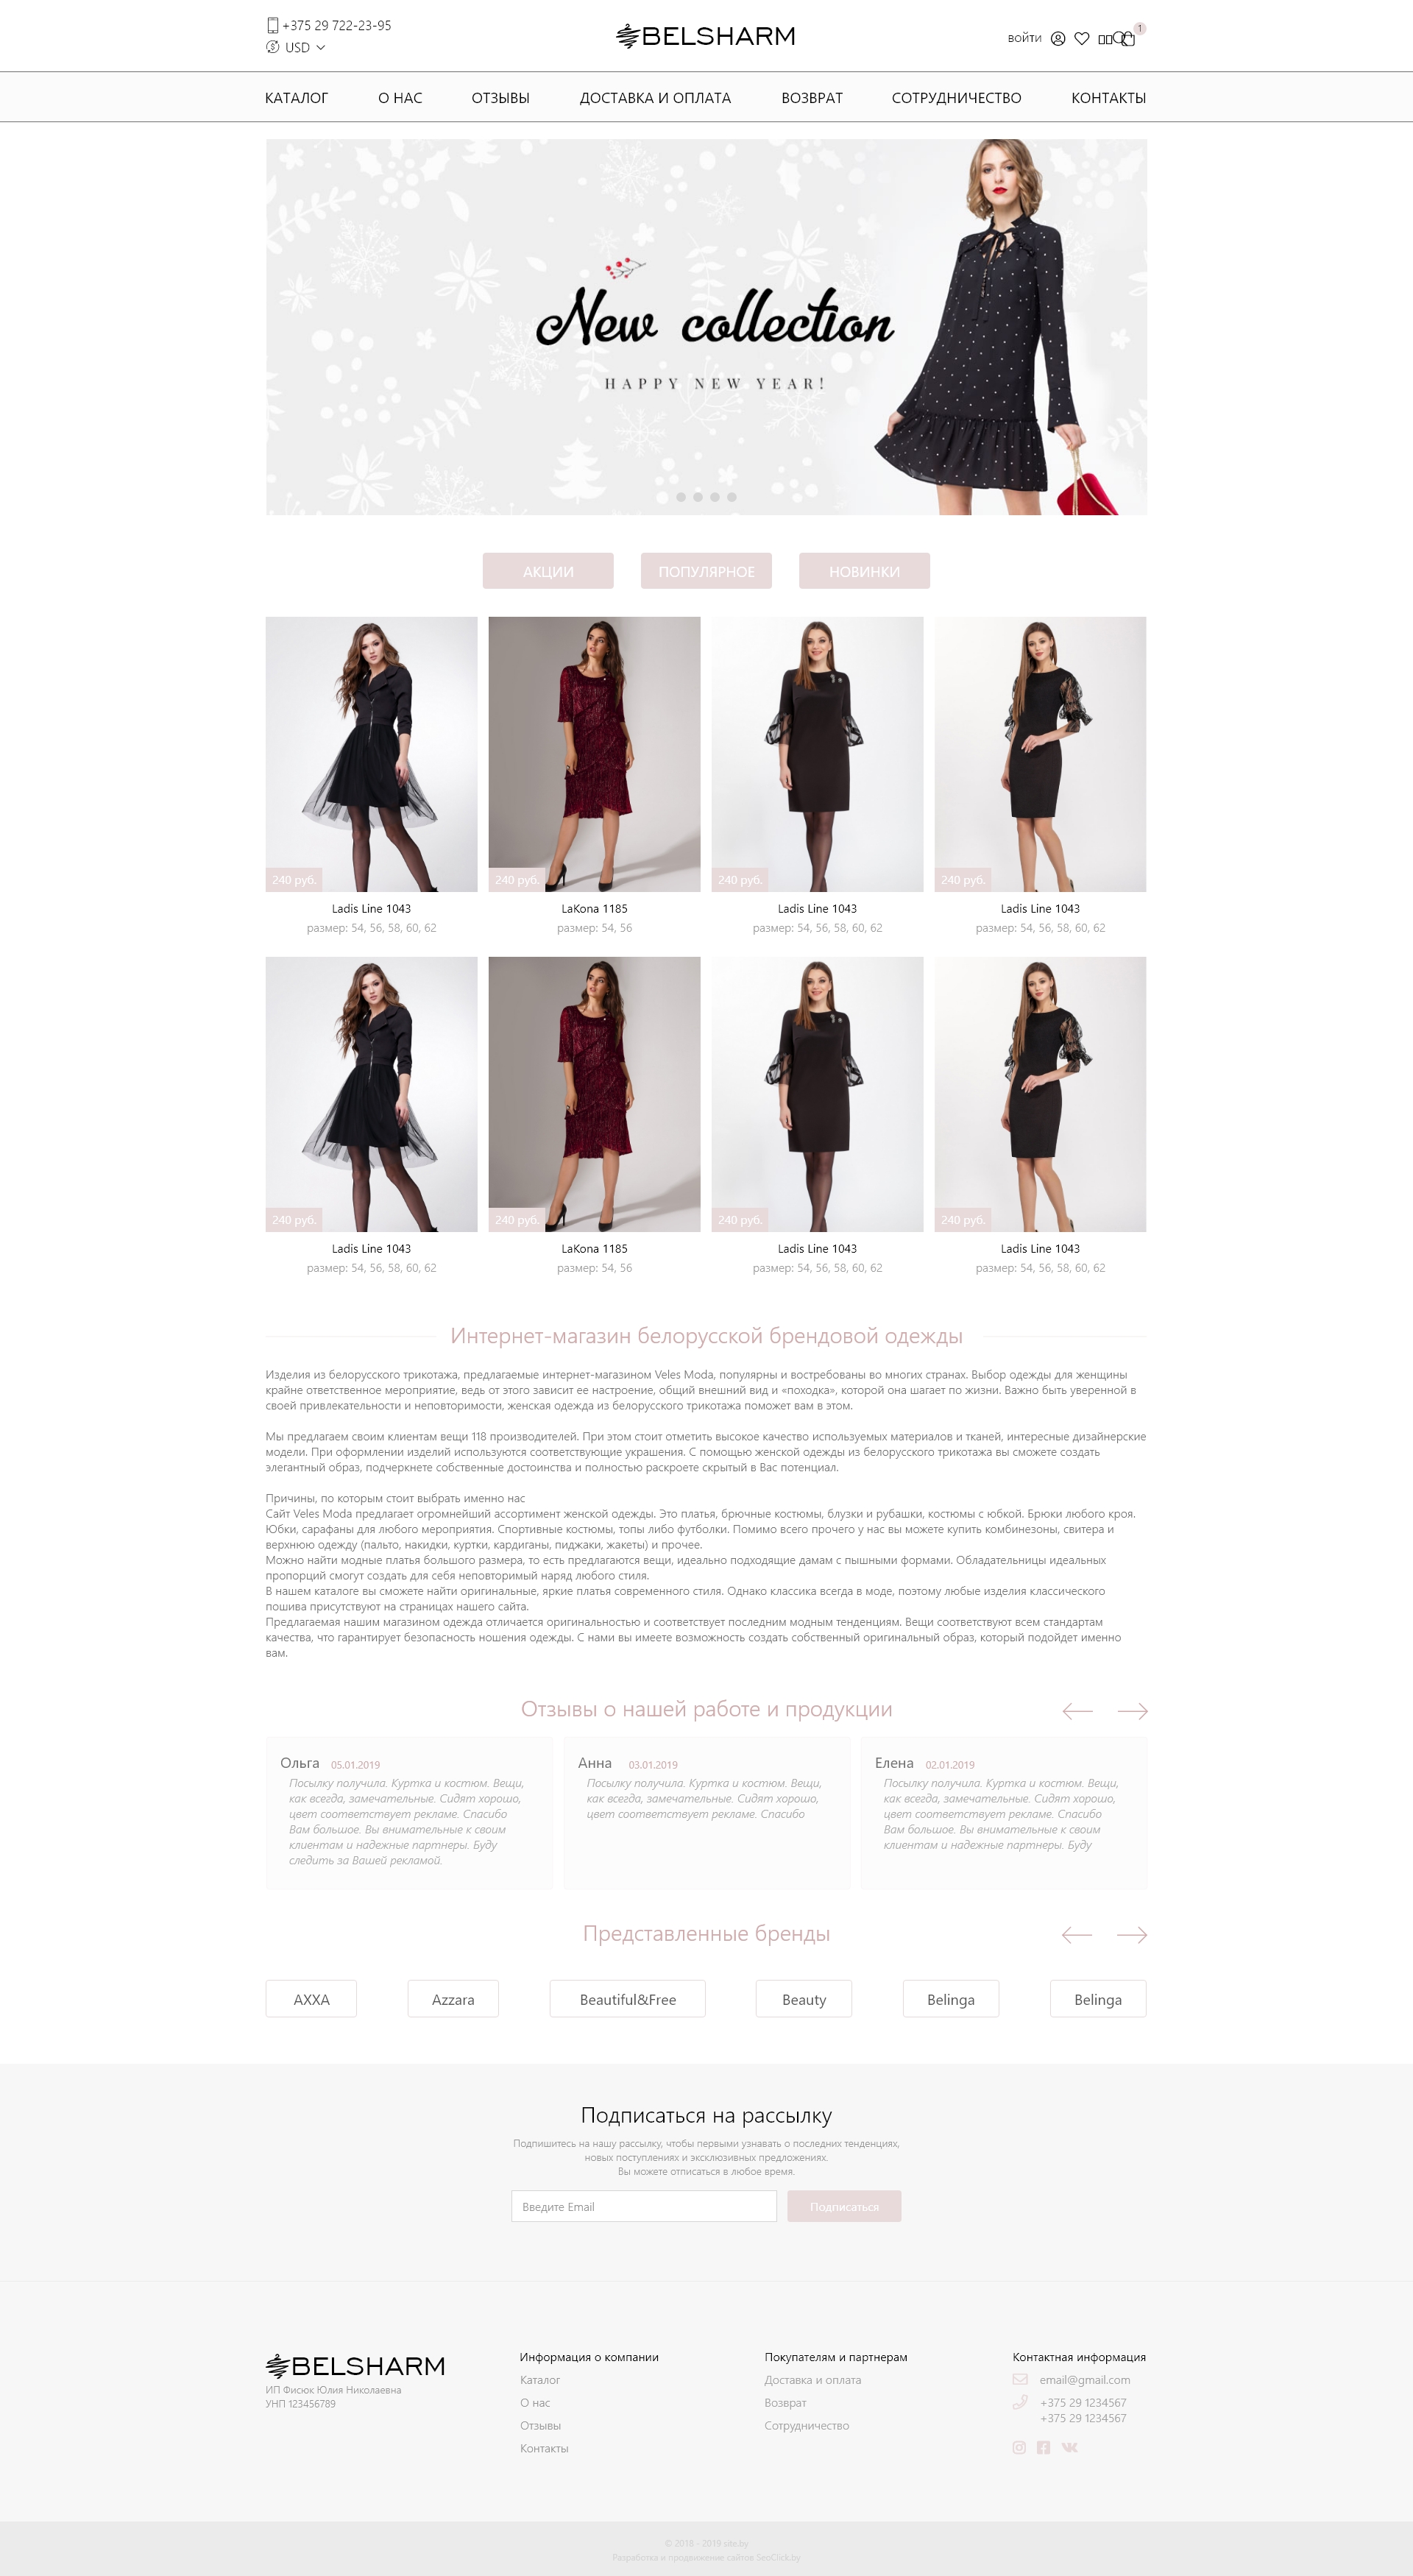 +375 29 722-23-95
USD
BELSHARM
ВОЙТИ
1
КАТАЛОГ О НАС ОТЗЫВЫ ДОСТАВКА И ОПЛАТА ВОЗВРАТ СОТРУДНИЧЕСТВО КОНТАКТЫ
New collection
HAPPY NEW YEAR!
АКЦИИ ПОПУЛЯРНОЕ НОВИНКИ
240 руб. 240 руб. 240 руб. 240 руб.
Ladis Line 1043 LaKona 1185 Ladis Line 1043 Ladis Line 1043
размер: 54, 56, 58, 60, 62 размер: 54, 56 размер: 54, 56, 58, 60, 62 размер: 54, 56, 58, 60, 62
240 руб. 240 руб. 240 руб. 240 руб.
Ladis Line 1043 LaKona 1185 Ladis Line 1043 Ladis Line 1043
размер: 54, 56, 58, 60, 62 размер: 54, 56 размер: 54, 56, 58, 60, 62 размер: 54, 56, 58, 60, 62
Интернет-магазин белорусской брендовой одежды
Изделия из белорусского трикотажа, предлагаемые интернет-магазином Veles Moda, популярны и востребованы во многих странах. Выбор одежды для женщины
крайне ответственное мероприятие, ведь от этого зависит ее настроение, общий внешний вид и «походка», которой она шагает по жизни. Важно быть уверенной в
своей привлекательности и неповторимости, женская одежда из белорусского трикотажа поможет вам в этом.
Мы предлагаем своим клиентам вещи 118 производителей. При этом стоит отметить высокое качество используемых материалов и тканей, интересные дизайнерские
модели. При оформлении изделий используются соответствующие украшения. С помощью женской одежды из белорусского трикотажа вы сможете создать
элегантный образ, подчеркнете собственные достоинства и полностью раскроете скрытый в Вас потенциал.
Причины, по которым стоит выбрать именно нас
Сайт Veles Moda предлагает огромнейший ассортимент женской одежды. Это платья, брючные костюмы, блузки и рубашки, костюмы с юбкой. Брюки любого кроя.
Юбки, сарафаны для любого мероприятия. Спортивные костюмы, топы либо футболки. Помимо всего прочего у нас вы можете купить комбинезоны, свитера и
верхнюю одежду (пальто, накидки, куртки, кардиганы, пиджаки, жакеты) и прочее.
Можно найти модные платья большого размера, то есть предлагаются вещи, идеально подходящие дамам с пышными формами. Обладательницы идеальных
пропорций смогут создать для себя неповторимый наряд любого стиля.
В нашем каталоге вы сможете найти оригинальные, яркие платья современного стиля. Однако классика всегда в моде, поэтому любые изделия классического
пошива присутствуют на страницах нашего сайта.
Предлагаемая нашим магазином одежда отличается оригинальностью и соответствует последним модным тенденциям. Вещи соответствуют всем стандартам
качества, что гарантирует безопасность ношения одежды. С нами вы имеете возможность создать собственный оригинальный образ, который подойдет именно
вам.
Отзывы о нашей работе и продукции
Ольга 05.01.2019
Посылку получила. Куртка и костюм. Вещи,
как всегда, замечательные. Сидят хорошо,
цвет соответствует рекламе. Спасибо
Вам большое. Вы внимательные к своим
клиентам и надежные партнеры. Буду
следить за Вашей рекламой.
Анна 03.01.2019
Посылку получила. Куртка и костюм. Вещи,
как всегда, замечательные. Сидят хорошо,
цвет соответствует рекламе. Спасибо
Елена 02.01.2019
Посылку получила. Куртка и костюм. Вещи,
как всегда, замечательные. Сидят хорошо,
цвет соответствует рекламе. Спасибо
Вам большое. Вы внимательные к своим
клиентам и надежные партнеры. Буду
Представленные бренды
AXXA Azzara Beautiful&Free Beauty Belinga Belinga
Подписаться на рассылку
Подпишитесь на нашу рассылку, чтобы первыми узнавать о последних тенденциях,
новых поступлениях и эксклюзивных предложениях.
Вы можете отписаться в любое время.
Введите Email Подписаться
BELSHARM
ИП Фисюк Юлия Николаевна
УНП 123456789
Информация о компании
Каталог
О нас
Отзывы
Контакты
Покупателям и партнерам
Доставка и оплата
Возврат
Сотрудничество
Контактная информация
email@gmail.com
+375 29 1234567
+375 29 1234567
© 2018 - 2019 site.by
Разработка и продвижение сайтов SeoClick.by